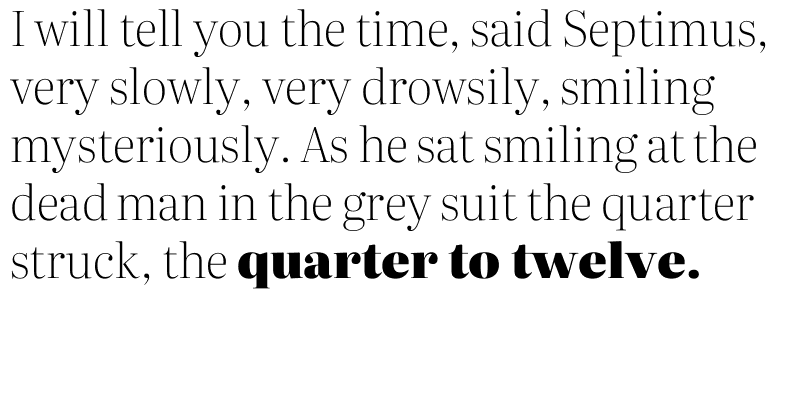 I will tell you the time, said Septimus,
very slowly, very drowsily, smiling
mysteriously. As he sat smiling at the
dead man in the grey suit the quarter
struck, the quarter to twelve.